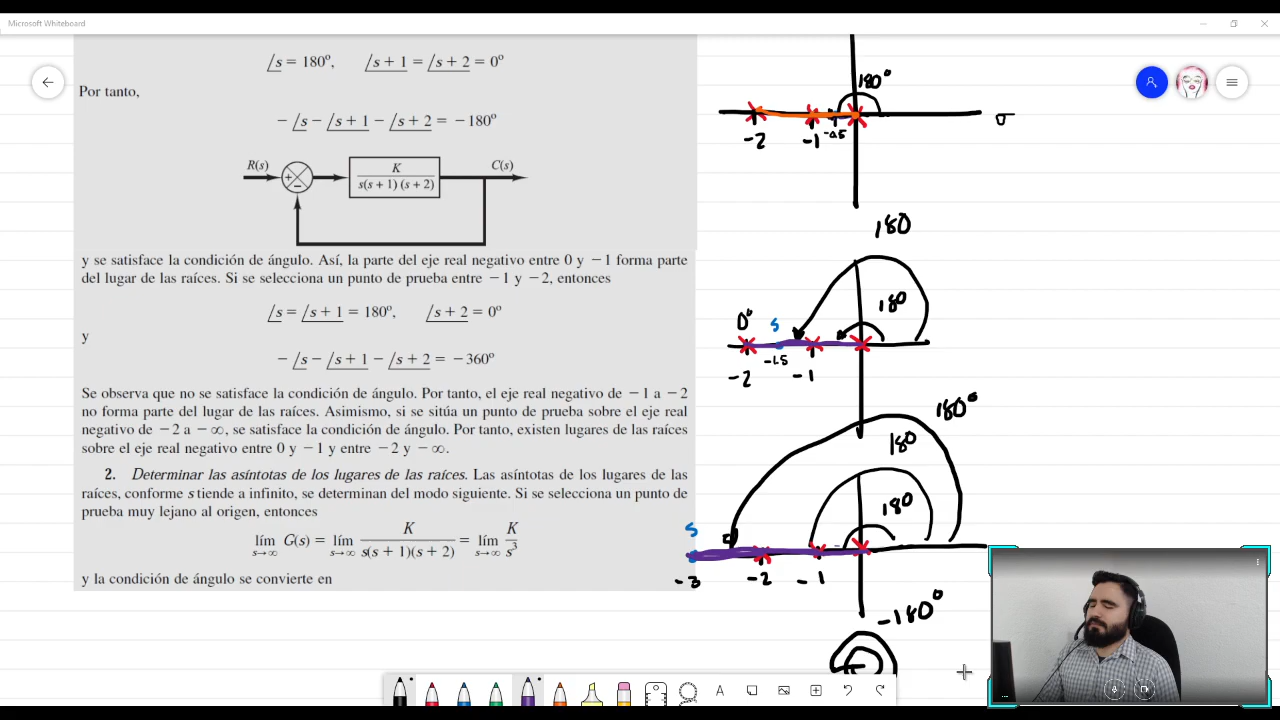 Microsoft Whiteboard
/s = 180°, /s + 1 = /s + 2 = 0°
Por tanto,
− /s − /s + 1 − /s + 2 = −180°
R(s)
+
−
K
s(s + 1) (s + 2)
C(s)
y se satisface la condición de ángulo. Así, la parte del eje real negativo entre 0 y −1 forma parte
del lugar de las raíces. Si se selecciona un punto de prueba entre −1 y −2, entonces
/s = /s + 1 = 180°, /s + 2 = 0°
y
− /s − /s + 1 − /s + 2 = −360°
Se observa que no se satisface la condición de ángulo. Por tanto, el eje real negativo de −1 a −2
no forma parte del lugar de las raíces. Asimismo, si se sitúa un punto de prueba sobre el eje real
negativo de −2 a −∞, se satisface la condición de ángulo. Por tanto, existen lugares de las raíces
sobre el eje real negativo entre 0 y −1 y entre −2 y −∞.
2. Determinar las asíntotas de los lugares de las raíces. Las asíntotas de los lugares de las
raíces, conforme s tiende a infinito, se determinan del modo siguiente. Si se selecciona un punto de
prueba muy lejano al origen, entonces
lím G(s) = lím K / s(s + 1)(s + 2) = lím K / s³
s→∞ s→∞ s→∞
y la condición de ángulo se convierte en
180°
σ
-2 -1 -0.5
180
180
0° s
-1.5
-2 -1
180°
180
180
s
-3 -2 -1
-180°
A